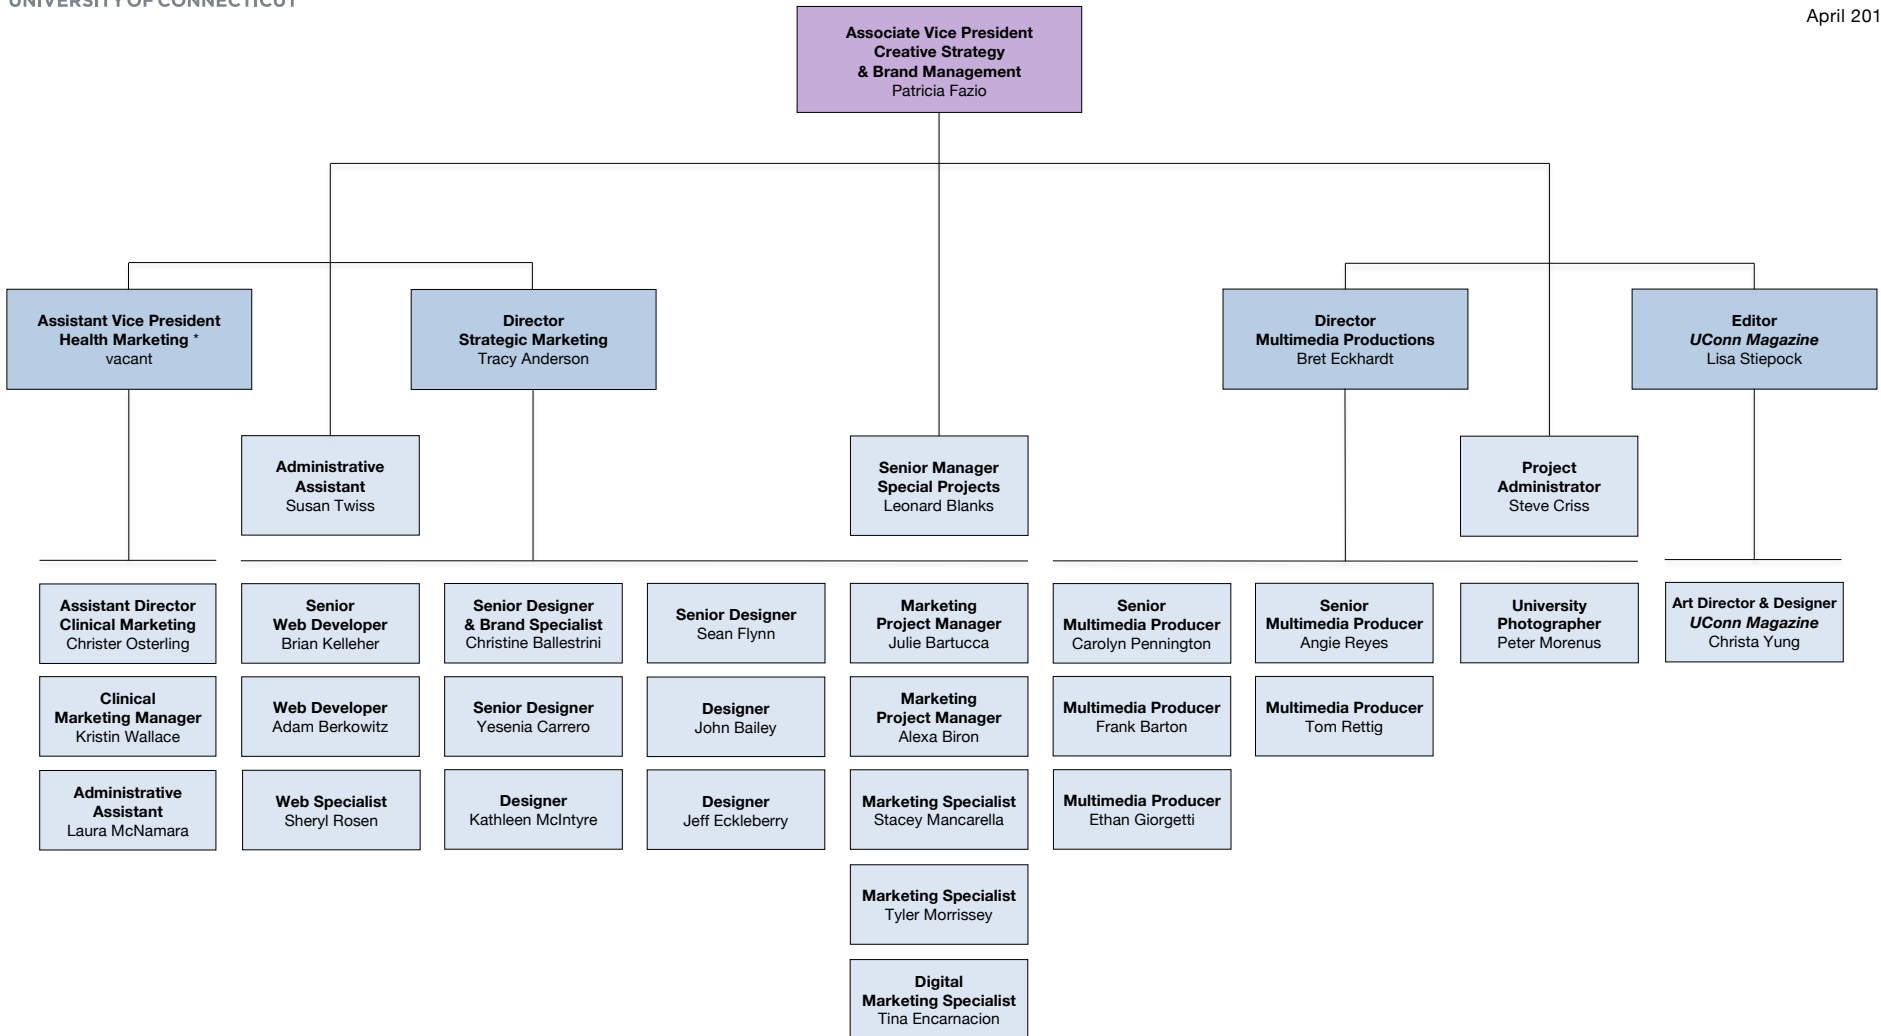 UNIVERSITY OF CONNECTICUT
April 201
Associate Vice President
Creative Strategy
& Brand Management
Patricia Fazio
Assistant Vice President
Health Marketing *
vacant
Director
Strategic Marketing
Tracy Anderson
Director
Multimedia Productions
Bret Eckhardt
Editor
UConn Magazine
Lisa Stiepock
Administrative
Assistant
Susan Twiss
Senior Manager
Special Projects
Leonard Blanks
Project
Administrator
Steve Criss
Assistant Director
Clinical Marketing
Christer Osterling
Senior
Web Developer
Brian Kelleher
Senior Designer
& Brand Specialist
Christine Ballestrini
Senior Designer
Sean Flynn
Marketing
Project Manager
Julie Bartucca
Senior
Multimedia Producer
Carolyn Pennington
Senior
Multimedia Producer
Angie Reyes
University
Photographer
Peter Morenus
Art Director & Designer
UConn Magazine
Christa Yung
Clinical
Marketing Manager
Kristin Wallace
Web Developer
Adam Berkowitz
Senior Designer
Yesenia Carrero
Designer
John Bailey
Marketing
Project Manager
Alexa Biron
Multimedia Producer
Frank Barton
Multimedia Producer
Tom Rettig
Administrative
Assistant
Laura McNamara
Web Specialist
Sheryl Rosen
Designer
Kathleen McIntyre
Designer
Jeff Eckleberry
Marketing Specialist
Stacey Mancarella
Multimedia Producer
Ethan Giorgetti
Marketing Specialist
Tyler Morrissey
Digital
Marketing Specialist
Tina Encarnacion